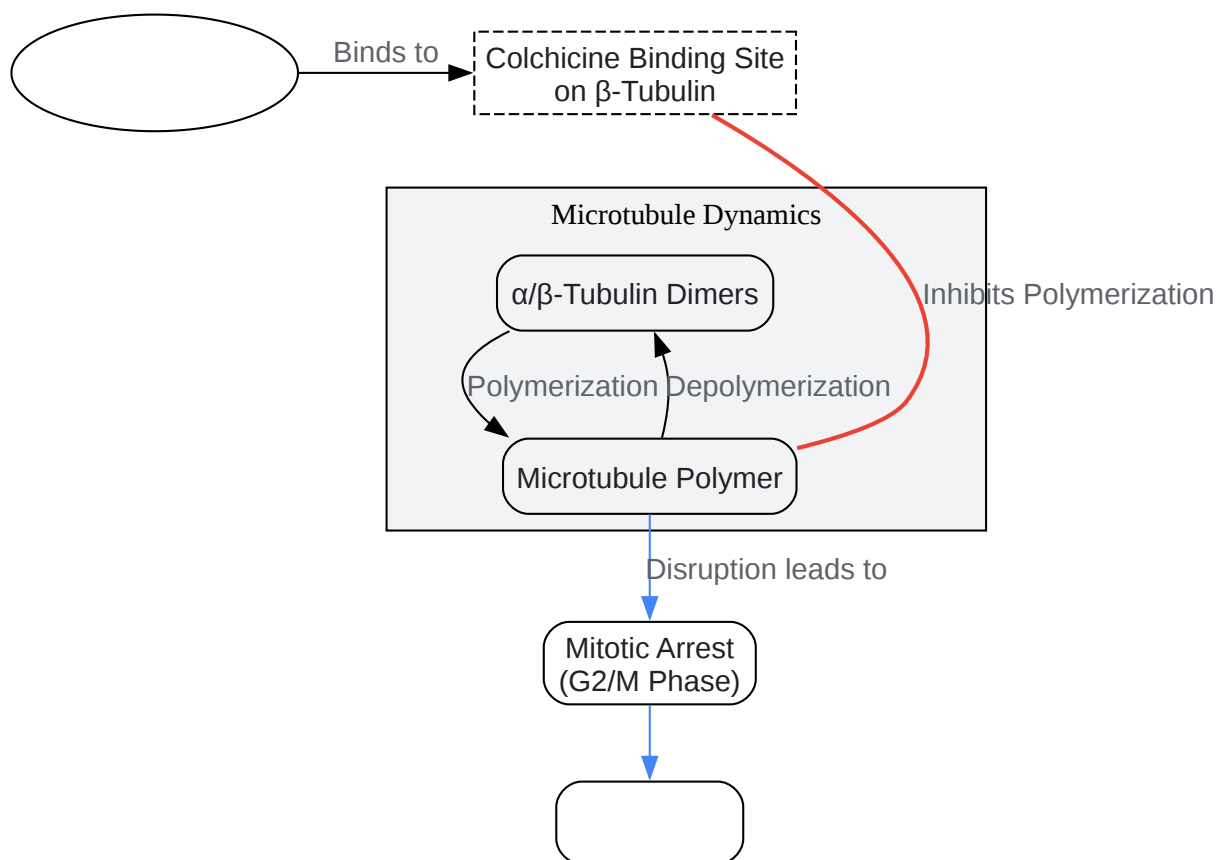 Binds to
Colchicine Binding Site
on β-Tubulin
Microtubule Dynamics
α/β-Tubulin Dimers
Inhibits Polymerization
Polymerization
Depolymerization
Microtubule Polymer
Disruption leads to
Mitotic Arrest
(G2/M Phase)